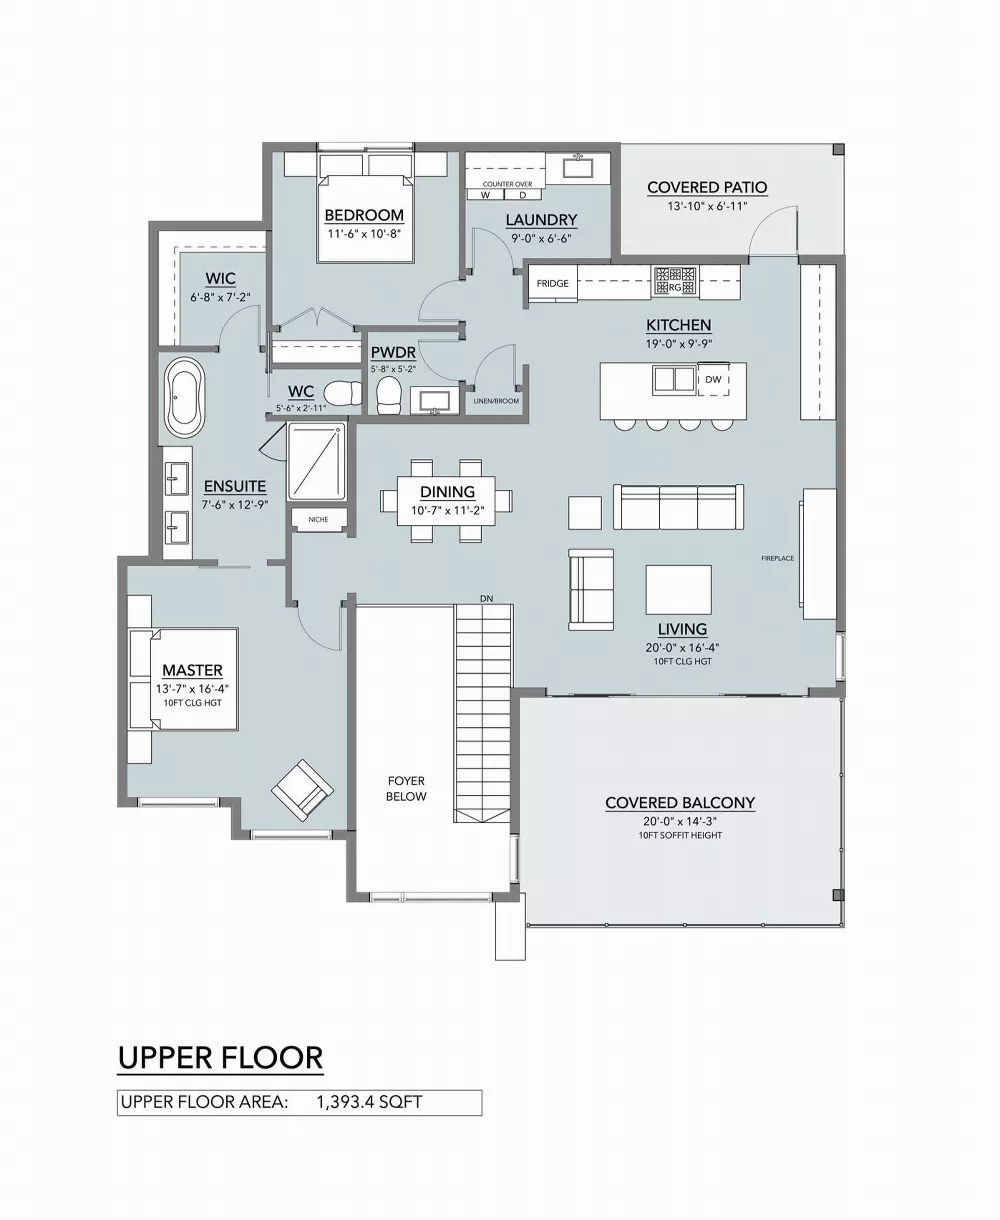 COVERED PATIO
13'-10" x 6'-11"
COUNTER OVER
W D
BEDROOM
11'-6" x 10'-8"
LAUNDRY
9'-0" x 6'-6"
WIC
6'-8" x 7'-2"
FRIDGE
RG
KITCHEN
19'-0" x 9'-9"
PWDR
5'-8" x 5'-2"
DW
WC
5'-6" x 2'-11"
LINEN/BROOM
ENSUITE
7'-6" x 12'-9"
DINING
10'-7" x 11'-2"
NICHE
FIREPLACE
DN
LIVING
20'-0" x 16'-4"
10FT CLG HGT
MASTER
13'-7" x 16'-4"
10FT CLG HGT
FOYER
BELOW
COVERED BALCONY
20'-0" x 14'-3"
10FT SOFFIT HEIGHT
UPPER FLOOR
UPPER FLOOR AREA: 1,393.4 SQFT